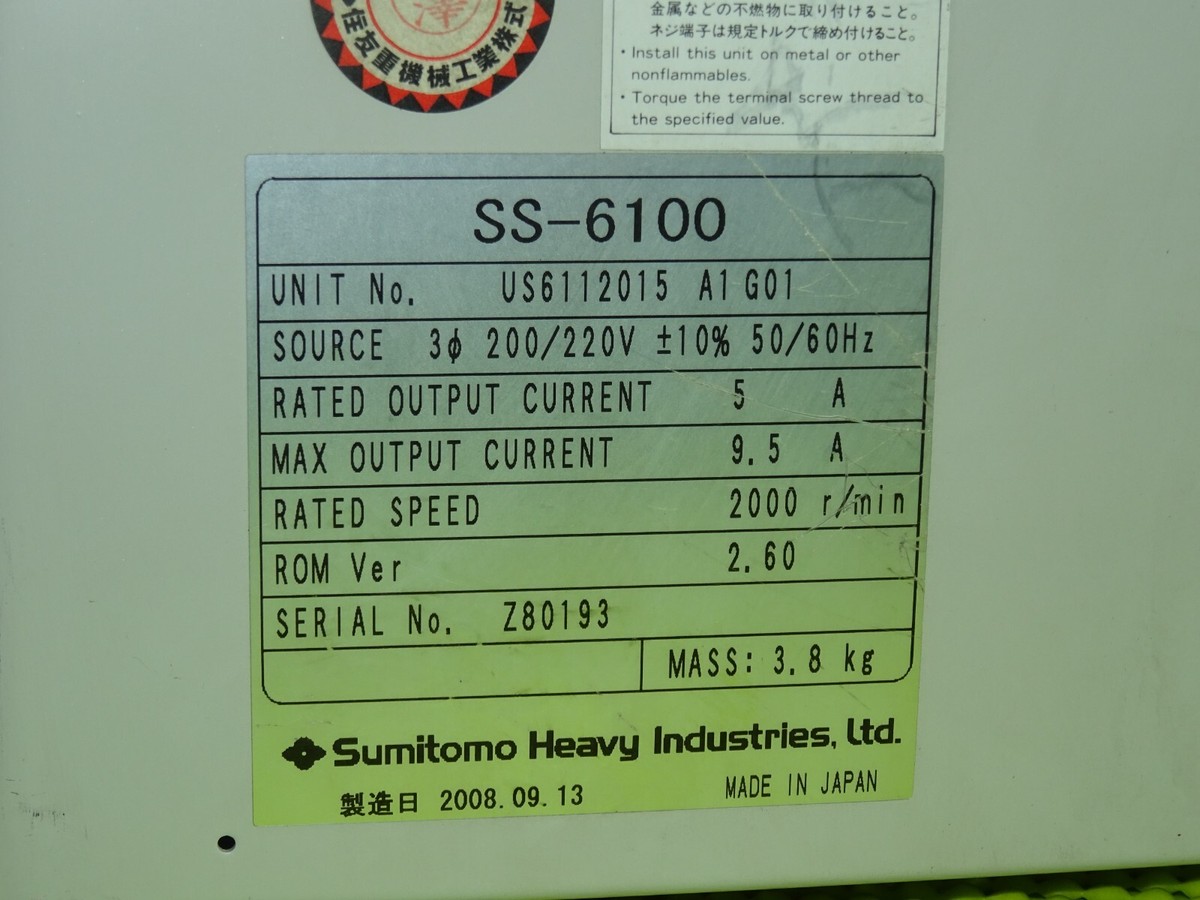 澤
住友重機械工業株式
金属などの不燃物に取り付けること。
ネジ端子は規定トルクで締め付けること。
・Install this unit on metal or other
nonflammables.
・Torque the terminal screw thread to
the specified value.
SS-6100
UNIT No. US6112015 A1 G01
SOURCE 3φ 200/220V ±10% 50/60Hz
RATED OUTPUT CURRENT 5 A
MAX OUTPUT CURRENT 9.5 A
RATED SPEED 2000 r/min
ROM Ver 2.60
SERIAL No. Z80193
MASS: 3.8 kg
Sumitomo Heavy Industries, Ltd.
製造日 2008.09.13
MADE IN JAPAN